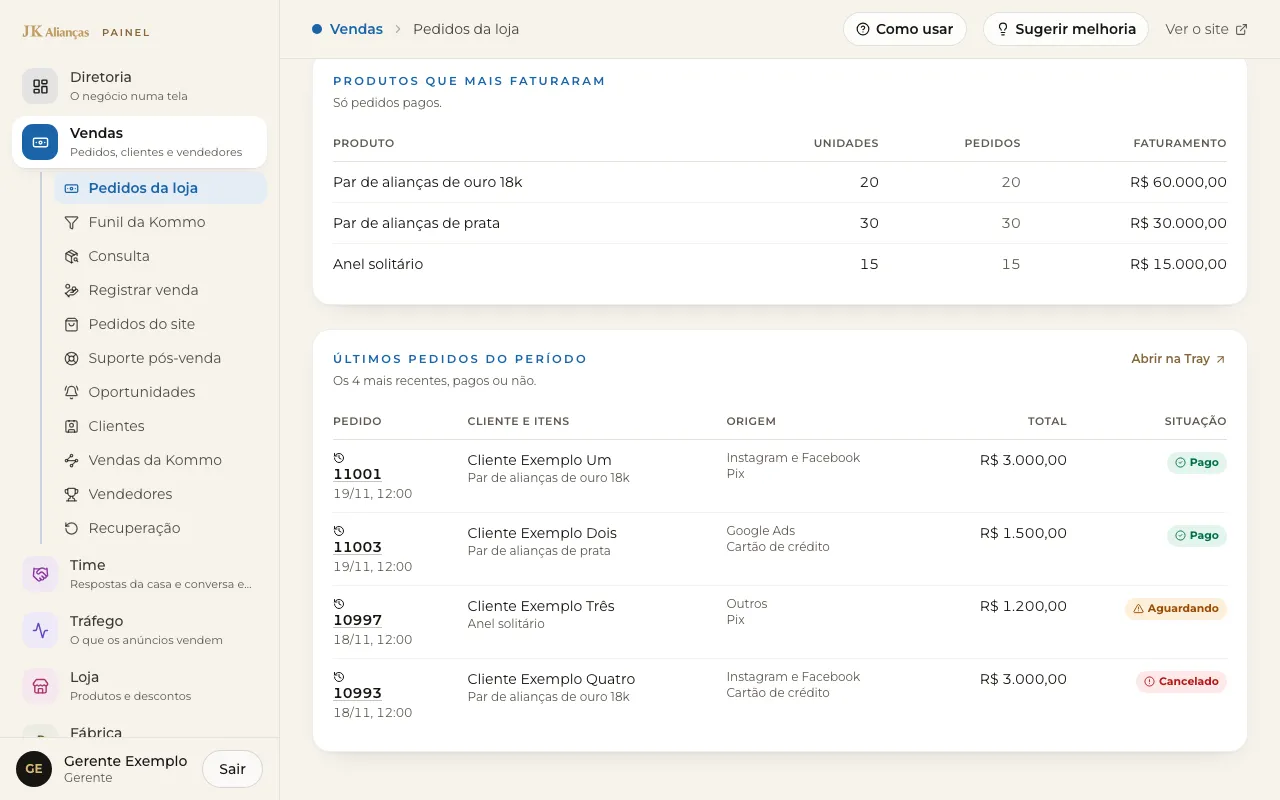 JK Alianças PAINEL
Diretoria
O negócio numa tela
Vendas
Pedidos, clientes e vendedores
Pedidos da loja
Funil da Kommo
Consulta
Registrar venda
Pedidos do site
Suporte pós-venda
Oportunidades
Clientes
Vendas da Kommo
Vendedores
Recuperação
Time
Respostas da casa e conversa e...
Tráfego
O que os anúncios vendem
Loja
Produtos e descontos
Fábrica
GE
Gerente Exemplo
Gerente
Sair
Vendas > Pedidos da loja
Como usar
Sugerir melhoria
Ver o site
PRODUTOS QUE MAIS FATURARAM
Só pedidos pagos.
PRODUTO UNIDADES PEDIDOS FATURAMENTO
Par de alianças de ouro 18k 20 20 R$ 60.000,00
Par de alianças de prata 30 30 R$ 30.000,00
Anel solitário 15 15 R$ 15.000,00
ÚLTIMOS PEDIDOS DO PERÍODO
Abrir na Tray
Os 4 mais recentes, pagos ou não.
PEDIDO CLIENTE E ITENS ORIGEM TOTAL SITUAÇÃO
11001
19/11, 12:00
Cliente Exemplo Um
Par de alianças de ouro 18k
Instagram e Facebook
Pix
R$ 3.000,00
Pago
11003
19/11, 12:00
Cliente Exemplo Dois
Par de alianças de prata
Google Ads
Cartão de crédito
R$ 1.500,00
Pago
10997
18/11, 12:00
Cliente Exemplo Três
Anel solitário
Outros
Pix
R$ 1.200,00
Aguardando
10993
18/11, 12:00
Cliente Exemplo Quatro
Par de alianças de ouro 18k
Instagram e Facebook
Cartão de crédito
R$ 3.000,00
Cancelado